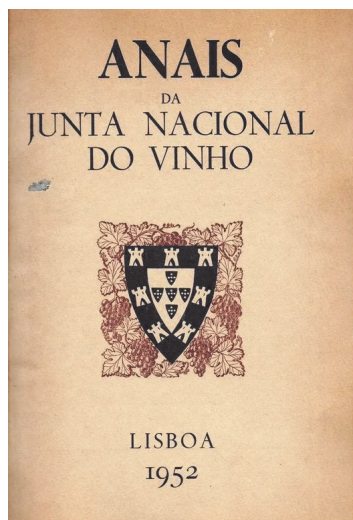 ANAIS
DA
JUNTA NACIONAL
DO VINHO
LISBOA
1952